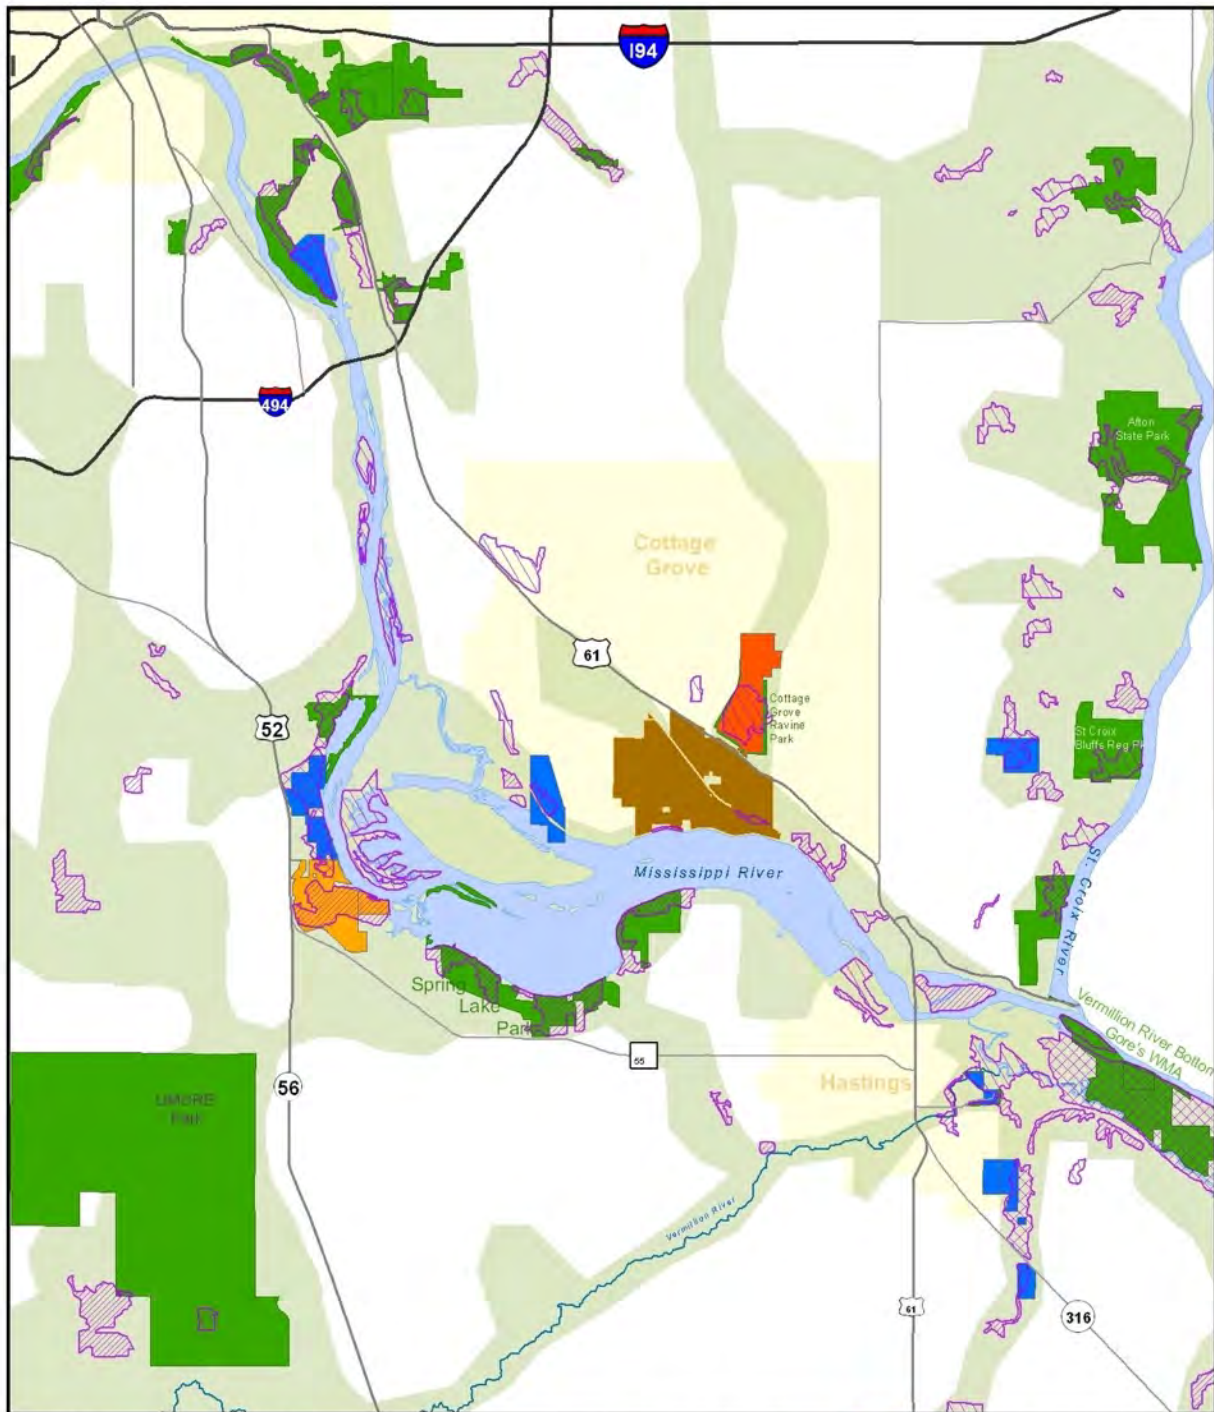 194
494
Afton
State Park
Cottage
Grove
61
Cottage
Grove
Ravine
Park
52
St Croix
Bluffs Reg Pk
Mississippi River
St. Croix River
Spring
Lake
Park
Vermillion River Bottom
Gore's WMA
55
56
Hastings
UMORE
Park
Vermillion River
61
316